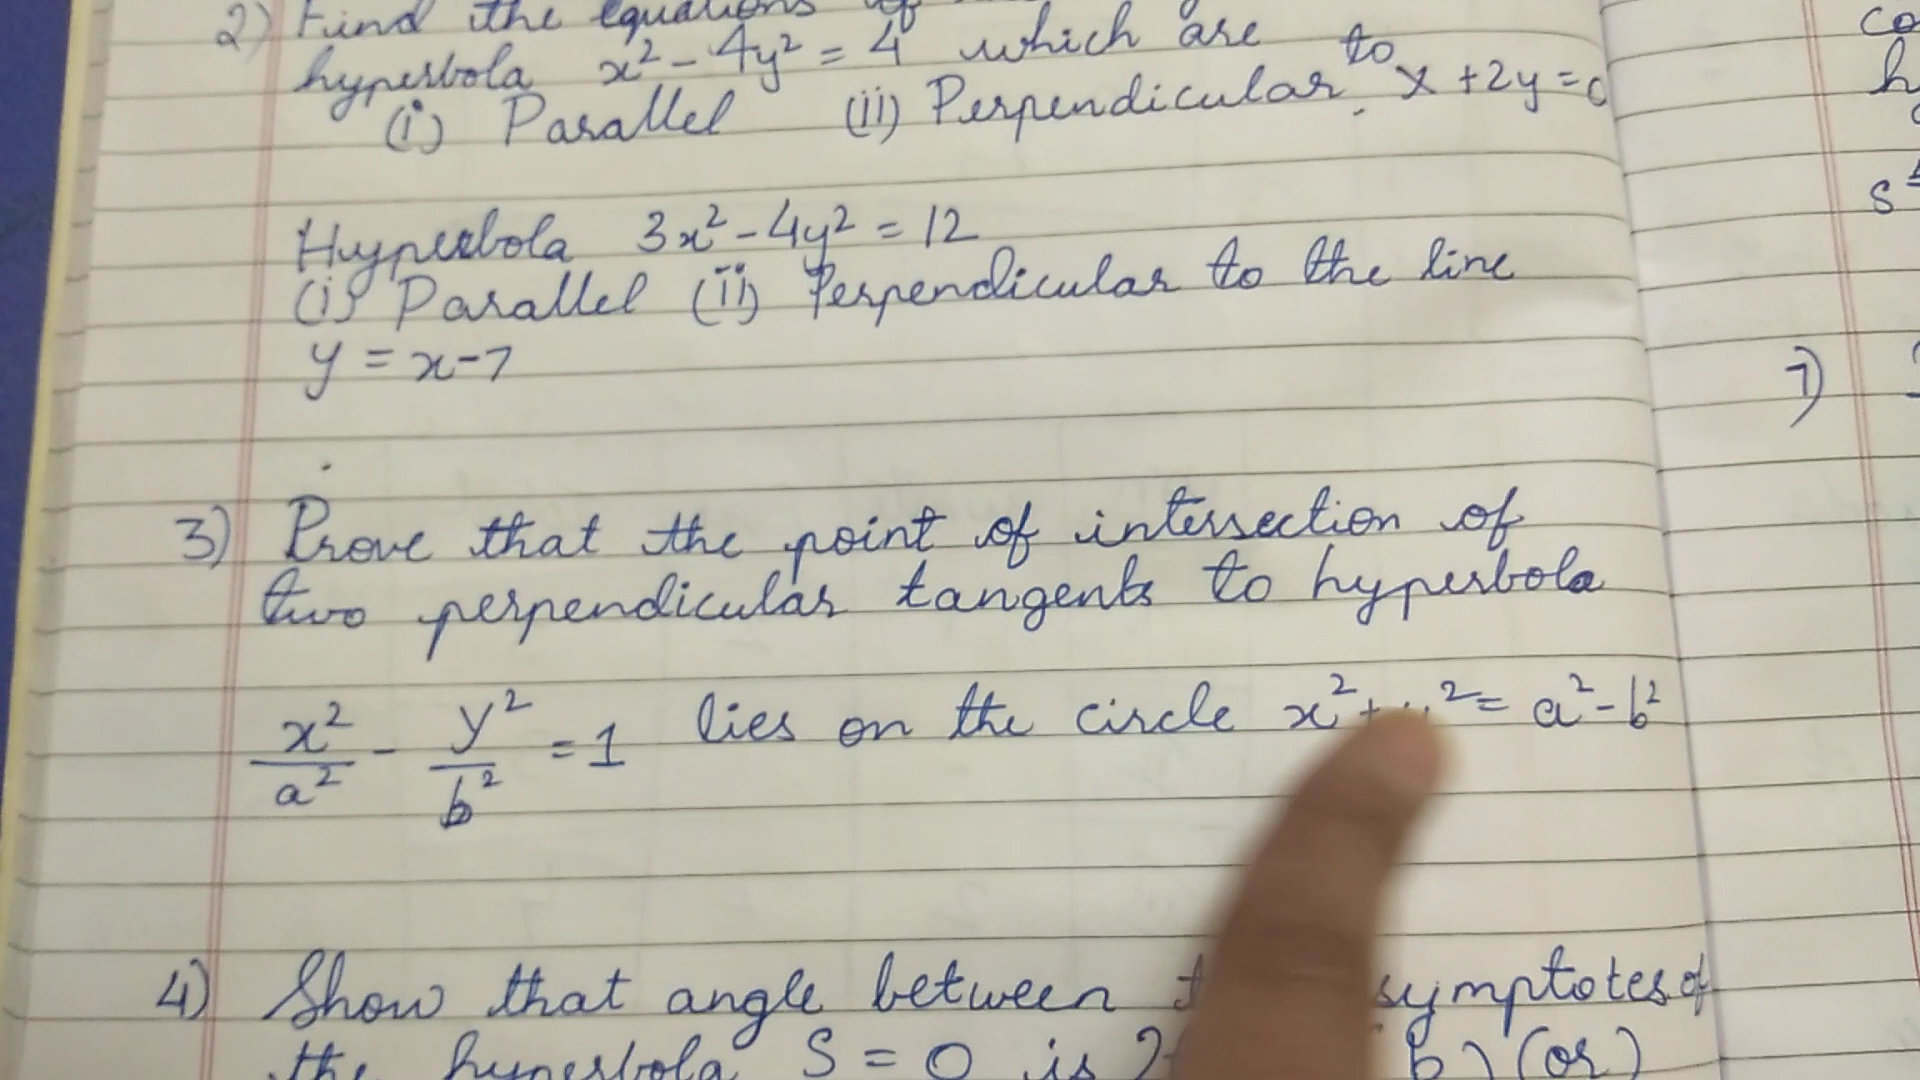 2) Find the equations of
hyperbola x² - 4y² = 4 which are
(i) Parallel (ii) Perpendicular to x + 2y = 0
Hyperbola 3x² - 4y² = 12
(i) Parallel (ii) Perpendicular to the line
y = x - 7
3) Prove that the point of intersection of
two perpendicular tangents to hyperbola
x²/a² - y²/b² = 1 lies on the circle x² + y² = a² - b²
4) Show that angle between symptotes of
the hyperbola S = 0 is 2 b) (or)
co
h
s
7)